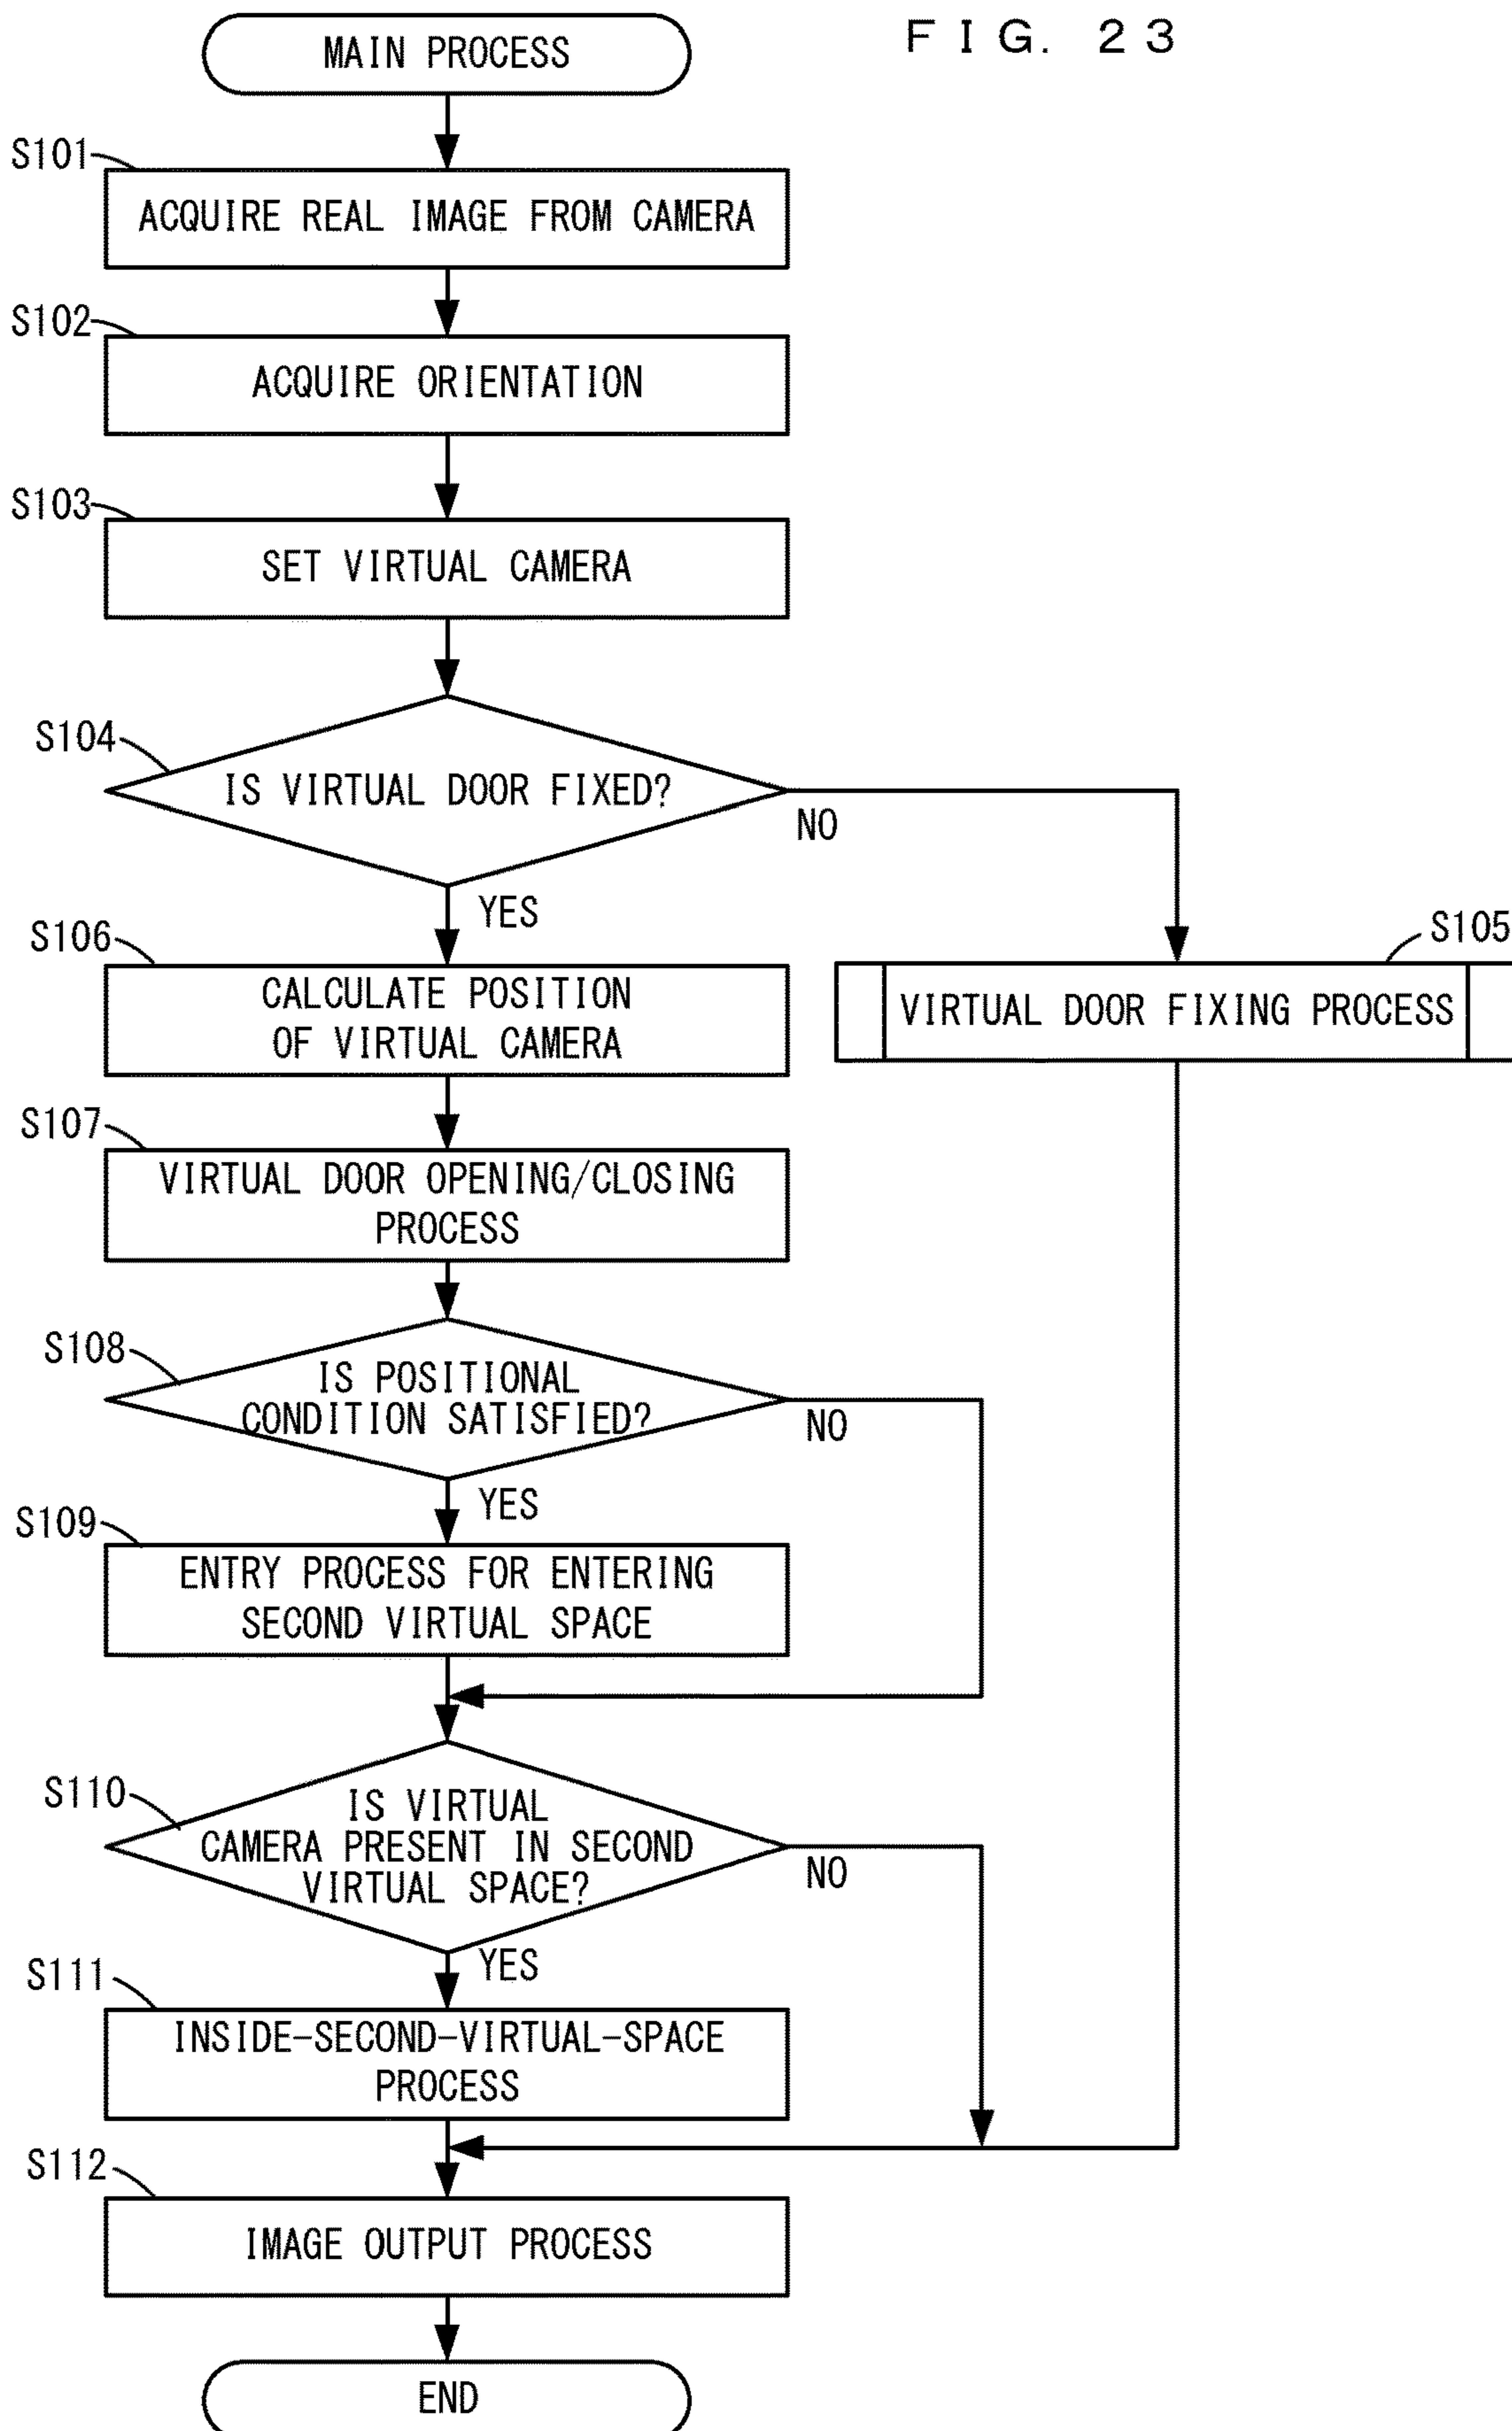 FIG. 23
MAIN PROCESS
S101
ACQUIRE REAL IMAGE FROM CAMERA
S102
ACQUIRE ORIENTATION
S103
SET VIRTUAL CAMERA
S104
IS VIRTUAL DOOR FIXED?
NO
YES
S105
VIRTUAL DOOR FIXING PROCESS
S106
CALCULATE POSITION
OF VIRTUAL CAMERA
S107
VIRTUAL DOOR OPENING/CLOSING
PROCESS
S108
IS POSITIONAL
CONDITION SATISFIED?
NO
YES
S109
ENTRY PROCESS FOR ENTERING
SECOND VIRTUAL SPACE
S110
IS VIRTUAL
CAMERA PRESENT IN SECOND
VIRTUAL SPACE?
NO
YES
S111
INSIDE-SECOND-VIRTUAL-SPACE
PROCESS
S112
IMAGE OUTPUT PROCESS
END